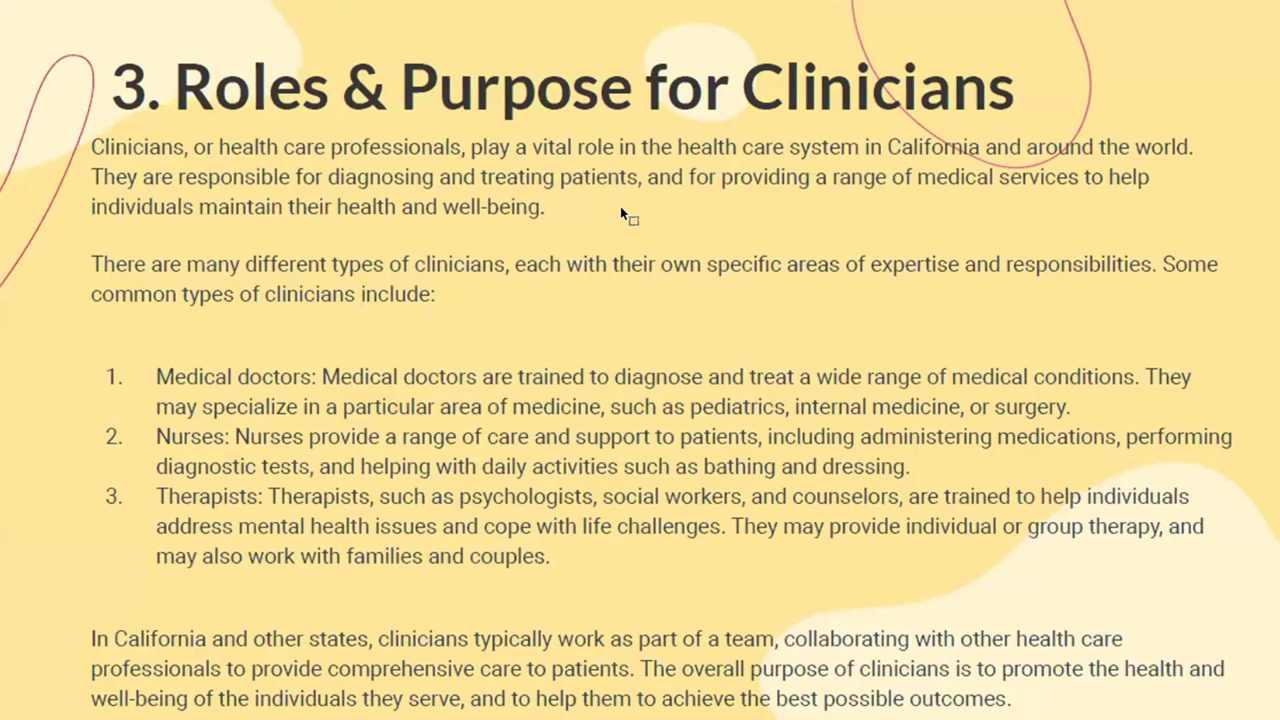 3. Roles & Purpose for Clinicians
Clinicians, or health care professionals, play a vital role in the health care system in California and around the world.
They are responsible for diagnosing and treating patients, and for providing a range of medical services to help
individuals maintain their health and well-being.
There are many different types of clinicians, each with their own specific areas of expertise and responsibilities. Some
common types of clinicians include:
1. Medical doctors: Medical doctors are trained to diagnose and treat a wide range of medical conditions. They
may specialize in a particular area of medicine, such as pediatrics, internal medicine, or surgery.
2. Nurses: Nurses provide a range of care and support to patients, including administering medications, performing
diagnostic tests, and helping with daily activities such as bathing and dressing.
3. Therapists: Therapists, such as psychologists, social workers, and counselors, are trained to help individuals
address mental health issues and cope with life challenges. They may provide individual or group therapy, and
may also work with families and couples.
In California and other states, clinicians typically work as part of a team, collaborating with other health care
professionals to provide comprehensive care to patients. The overall purpose of clinicians is to promote the health and
well-being of the individuals they serve, and to help them to achieve the best possible outcomes.